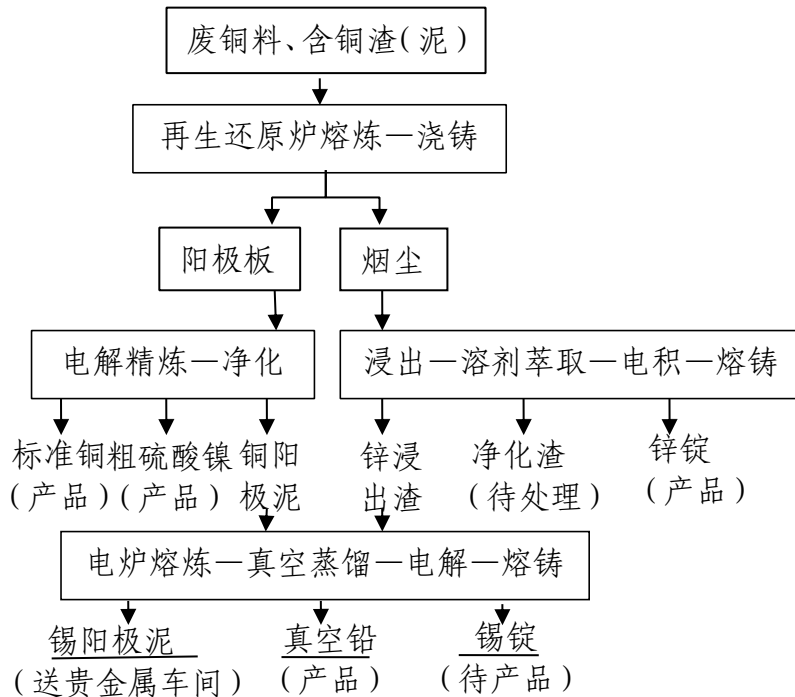 废铜料、含铜渣(泥)
再生还原炉熔炼—浇铸
阳极板
烟尘
电解精炼—净化
浸出—溶剂萃取—电积—熔铸
标准铜
(产品)
粗硫酸镍
(产品)
铜阳
极泥
锌浸
出渣
净化渣
(待处理)
锌锭
(产品)
电炉熔炼—真空蒸馏—电解—熔铸
锡阳极泥
(送贵金属车间)
真空铅
(产品)
锡锭
(待产品)